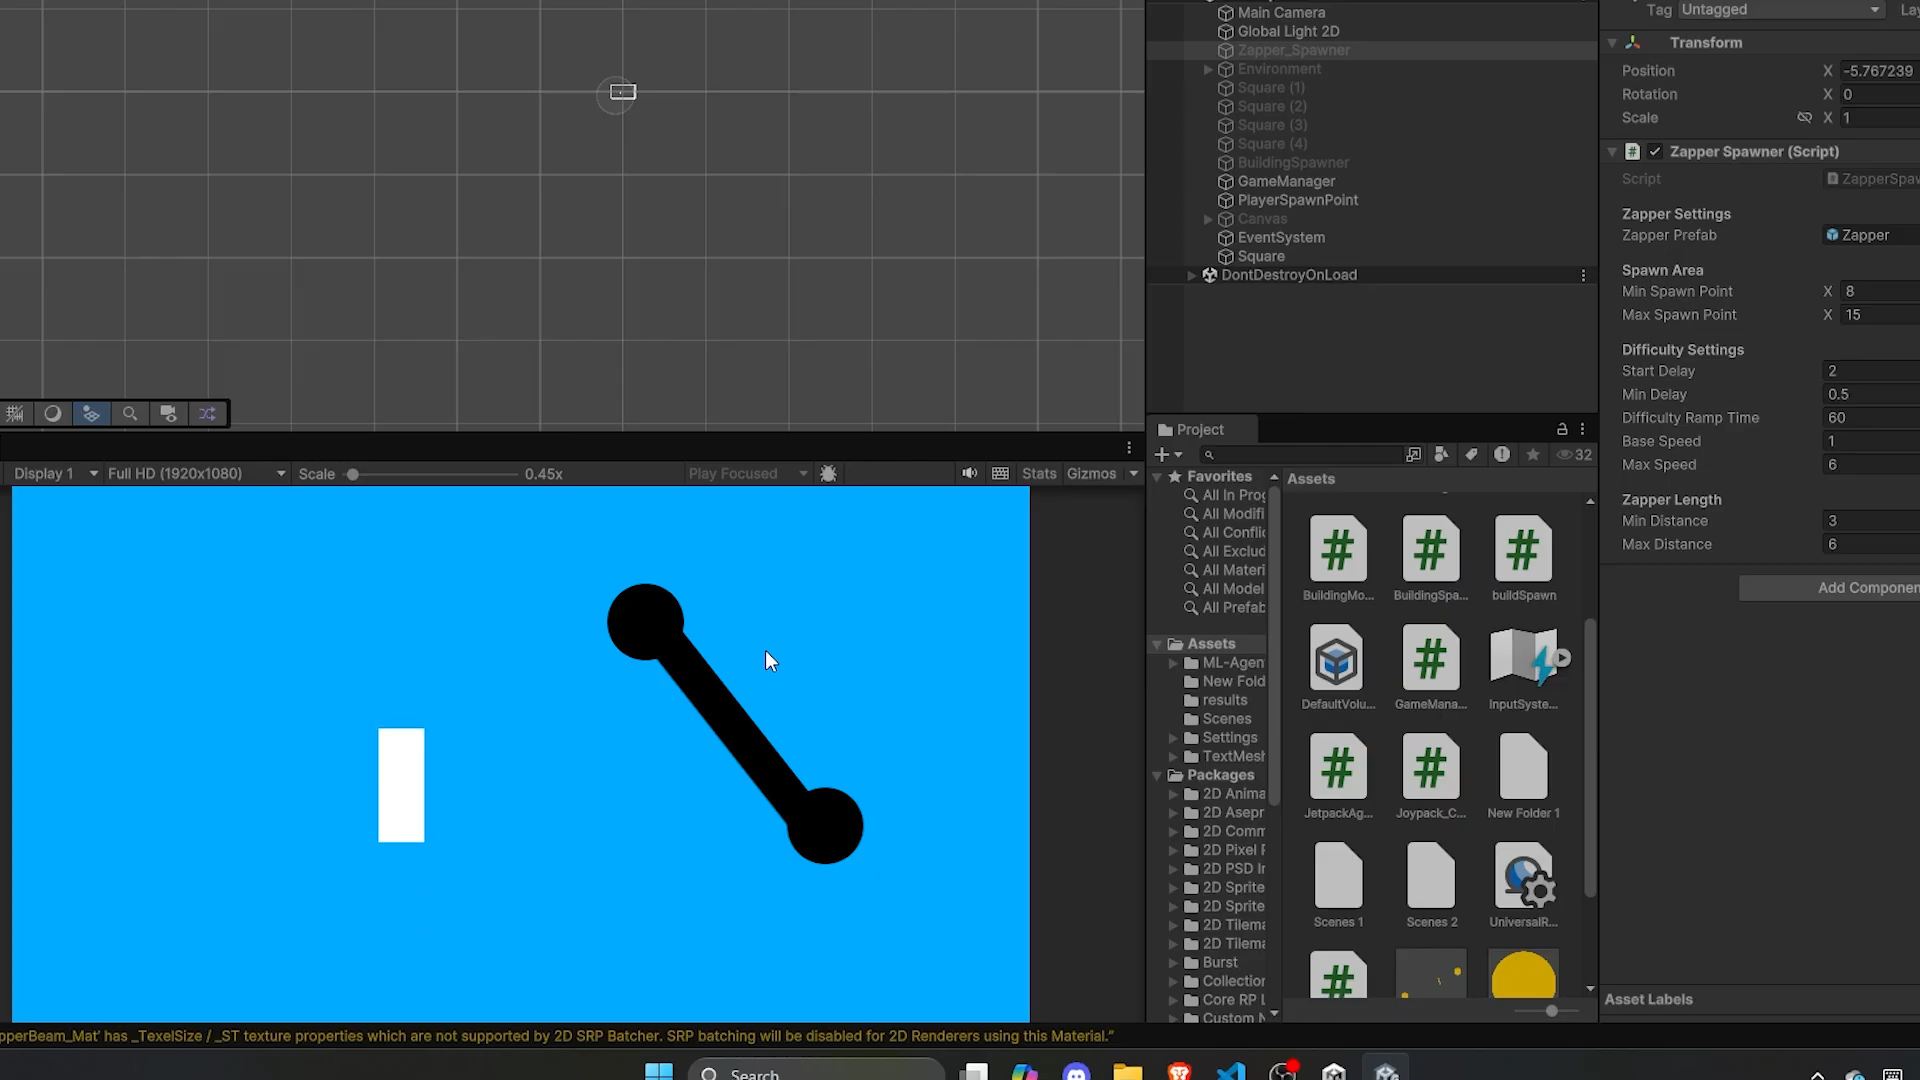 Main Camera
Global Light 2D
Zapper_Spawner
Environment
Square (1)
Square (2)
Square (3)
Square (4)
BuildingSpawner
GameManager
PlayerSpawnPoint
Canvas
EventSystem
Square
DontDestroyOnLoad
Tag Untagged Lay
Transform
Position X -5.767239
Rotation X 0
Scale X 1
# Zapper Spawner (Script)
Script ZapperSpaw
Zapper Settings
Zapper Prefab Zapper
Spawn Area
Min Spawn Point X 8
Max Spawn Point X 15
Difficulty Settings
Start Delay 2
Min Delay 0.5
Difficulty Ramp Time 60
Base Speed 1
Max Speed 6
Zapper Length
Min Distance 3
Max Distance 6
Add Componen
Asset Labels
Display 1 Full HD (1920x1080) Scale 0.45x Play Focused Stats Gizmos
Project
32
Favorites
All In Prog
All Modifi
All Conflic
All Exclud
All Materi
All Model
All Prefab
Assets
ML-Agen
New Fold
results
Scenes
Settings
TextMesh
Packages
2D Anima
2D Asepr
2D Comm
2D Pixel P
2D PSD Im
2D Sprite
2D Sprite
2D Tilema
2D Tilema
Burst
Collection
Core RP L
Custom N
Assets
# # #
BuildingMo... BuildingSpa... buildSpawn
#
DefaultVolu... GameMana... InputSyste...
# #
JetpackAg... Joypack_C... New Folder 1
Scenes 1 Scenes 2 UniversalR...
#
pperBeam_Mat' has _TexelSize / _ST texture properties which are not supported by 2D SRP Batcher. SRP batching will be disabled for 2D Renderers using this Material."
Search